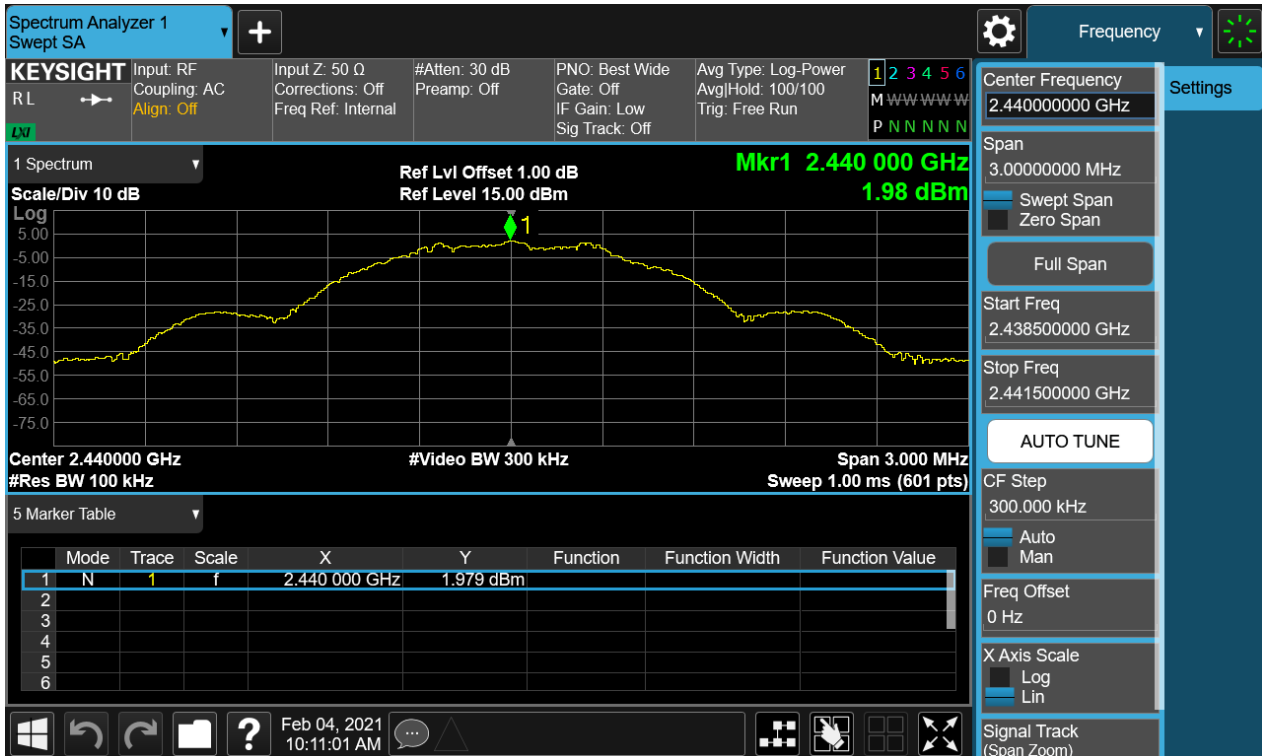 Spectrum Analyzer 1
Swept SA
Frequency
KEYSIGHT
R L
LXI
Input: RF
Coupling: AC
Align: Off
Input Z: 50 Ω
Corrections: Off
Freq Ref: Internal
#Atten: 30 dB
Preamp: Off
PNO: Best Wide
Gate: Off
IF Gain: Low
Sig Track: Off
Avg Type: Log-Power
Avg|Hold: 100/100
Trig: Free Run
1 2 3 4 5 6
M W W W W W
P N N N N N
1 Spectrum
Scale/Div 10 dB
Ref Lvl Offset 1.00 dB
Ref Level 15.00 dBm
Mkr1 2.440 000 GHz
1.98 dBm
Log
1
5.00
-5.00
-15.0
-25.0
-35.0
-45.0
-55.0
-65.0
-75.0
Center 2.440000 GHz
#Video BW 300 kHz
Span 3.000 MHz
#Res BW 100 kHz
Sweep 1.00 ms (601 pts)
5 Marker Table
Mode Trace Scale X Y Function Function Width Function Value
1 N 1 f 2.440 000 GHz 1.979 dBm
2
3
4
5
6
Feb 04, 2021
10:11:01 AM
?
Center Frequency
2.440000000 GHz
Settings
Span
3.00000000 MHz
Swept Span
Zero Span
Full Span
Start Freq
2.438500000 GHz
Stop Freq
2.441500000 GHz
AUTO TUNE
CF Step
300.000 kHz
Auto
Man
Freq Offset
0 Hz
X Axis Scale
Log
Lin
Signal Track
(Span Zoom)